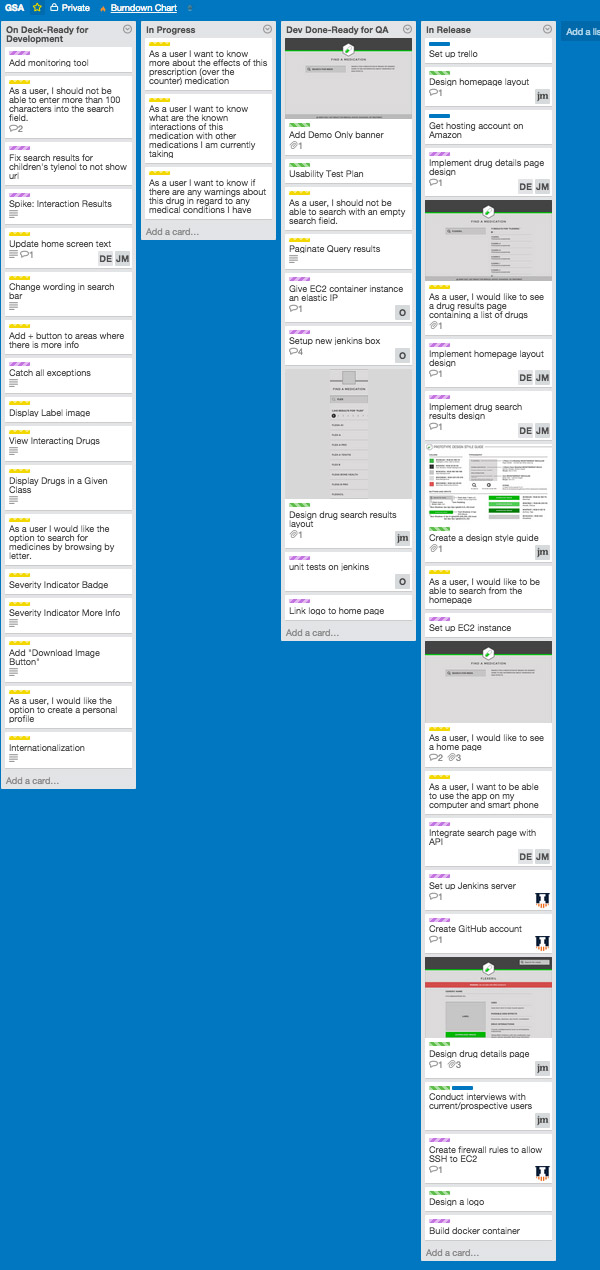 GSA
Private
Burndown Chart
On Deck-Ready for
Development
Add monitoring tool
As a user, I should not be
able to enter more than 100
characters into the search
field.
2
Fix search results for
children's tylenol to not show
url
Spike: Interaction Results
Update home screen text
1
DE JM
Change wording in search
bar
Add + button to areas where
there is more info
Catch all exceptions
Display Label image
View Interacting Drugs
Display Drugs in a Given
Class
As a user I would like the
option to search for
medicines by browsing by
letter.
Severity Indicator Badge
Severity Indicator More Info
Add "Download Image
Button"
As a user, I would like the
option to create a personal
profile
Internationalization
Add a card...
In Progress
As a user I want to know
more about the effects of this
prescription (over the
counter) medication
As a user I want to know
what are the known
interactions of this
medication with other
medications I am currently
taking
As a user I want to know if
there are any warnings about
this drug in regard to any
medical conditions I have
Add a card...
Dev Done-Ready for QA
FIND A MEDICATION
Add Demo Only banner
1
Usability Test Plan
As a user, I should not be
able to search with an empty
search field.
Paginate Query results
Give EC2 container instance
an elastic IP
1
O
Setup new jenkins box
4
O
FIND A MEDICATION
Design drug search results
layout
1
jm
unit tests on jenkins
O
Link logo to home page
Add a card...
In Release
Set up trello
Design homepage layout
1
jm
Get hosting account on
Amazon
Implement drug details page
design
1
DE JM
As a user, I would like to see
a drug results page
containing a list of drugs
1
Implement homepage layout
design
1
DE JM
Implement drug search
results design
1
DE JM
PROTOTYPE DESIGN STYLE GUIDE
Create a design style guide
1
jm
As a user, I would like to be
able to search from the
homepage
Set up EC2 instance
FIND A MEDICATION
As a user, I would like to see
a home page
2 3
As a user, I want to be able
to use the app on my
computer and smart phone
Integrate search page with
API
DE JM
Set up Jenkins server
1
Create GitHub account
1
Design drug details page
1 3
jm
Conduct interviews with
current/prospective users
jm
Create firewall rules to allow
SSH to EC2
1
Design a logo
Build docker container
Add a card...
Add a lis